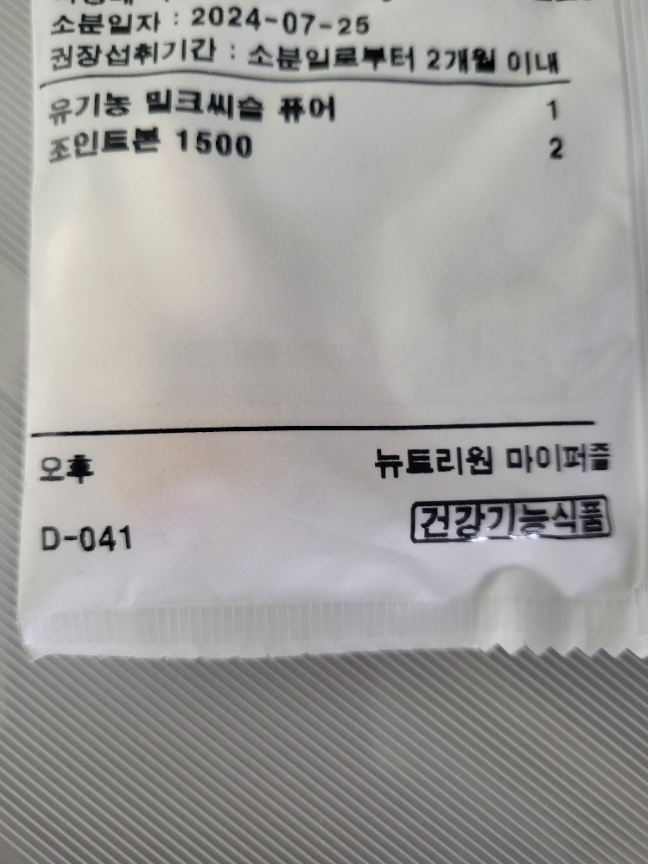 소분일자 : 2024-07-25
권장섭취기간 : 소분일로부터 2개월 이내
유기농 밀크씨슬 퓨어 1
조인트본 1500 2
오후 뉴트리원 마이퍼즐
D-041 건강기능식품